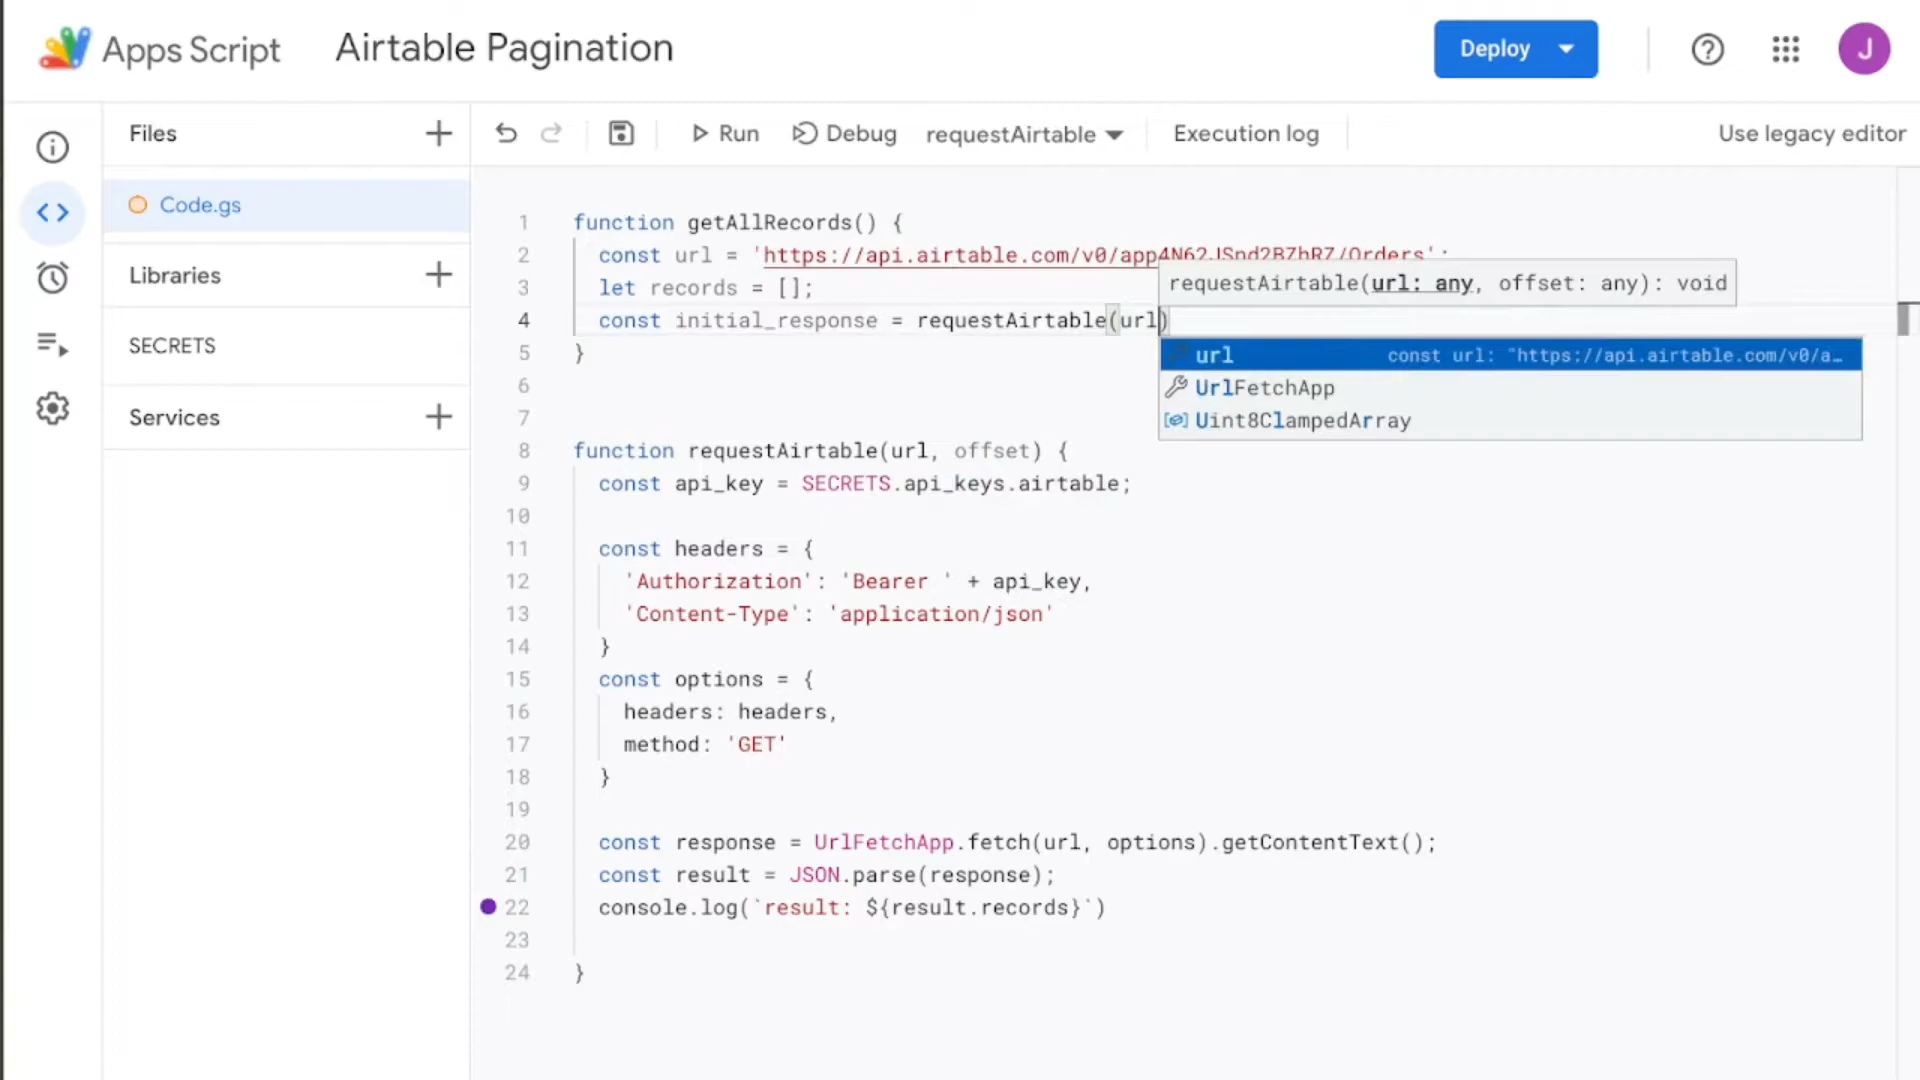 Apps Script
Airtable Pagination
Deploy
J
Files
Run
Debug
requestAirtable
Execution log
Use legacy editor
Code.gs
Libraries
SECRETS
Services
1 function getAllRecords() {
2 const url = 'https://api.airtable.com/v0/app4N62JSnd2BZhRZ/Orders';
3 let records = [];
4 const initial_response = requestAirtable(url)
5 }
6
7
8 function requestAirtable(url, offset) {
9 const api_key = SECRETS.api_keys.airtable;
10
11 const headers = {
12 'Authorization': 'Bearer ' + api_key,
13 'Content-Type': 'application/json'
14 }
15 const options = {
16 headers: headers,
17 method: 'GET'
18 }
19
20 const response = UrlFetchApp.fetch(url, options).getContentText();
21 const result = JSON.parse(response);
22 console.log(`result: ${result.records}`)
23
24 }
requestAirtable(url: any, offset: any): void
url const url: "https://api.airtable.com/v0/a…
UrlFetchApp
Uint8ClampedArray